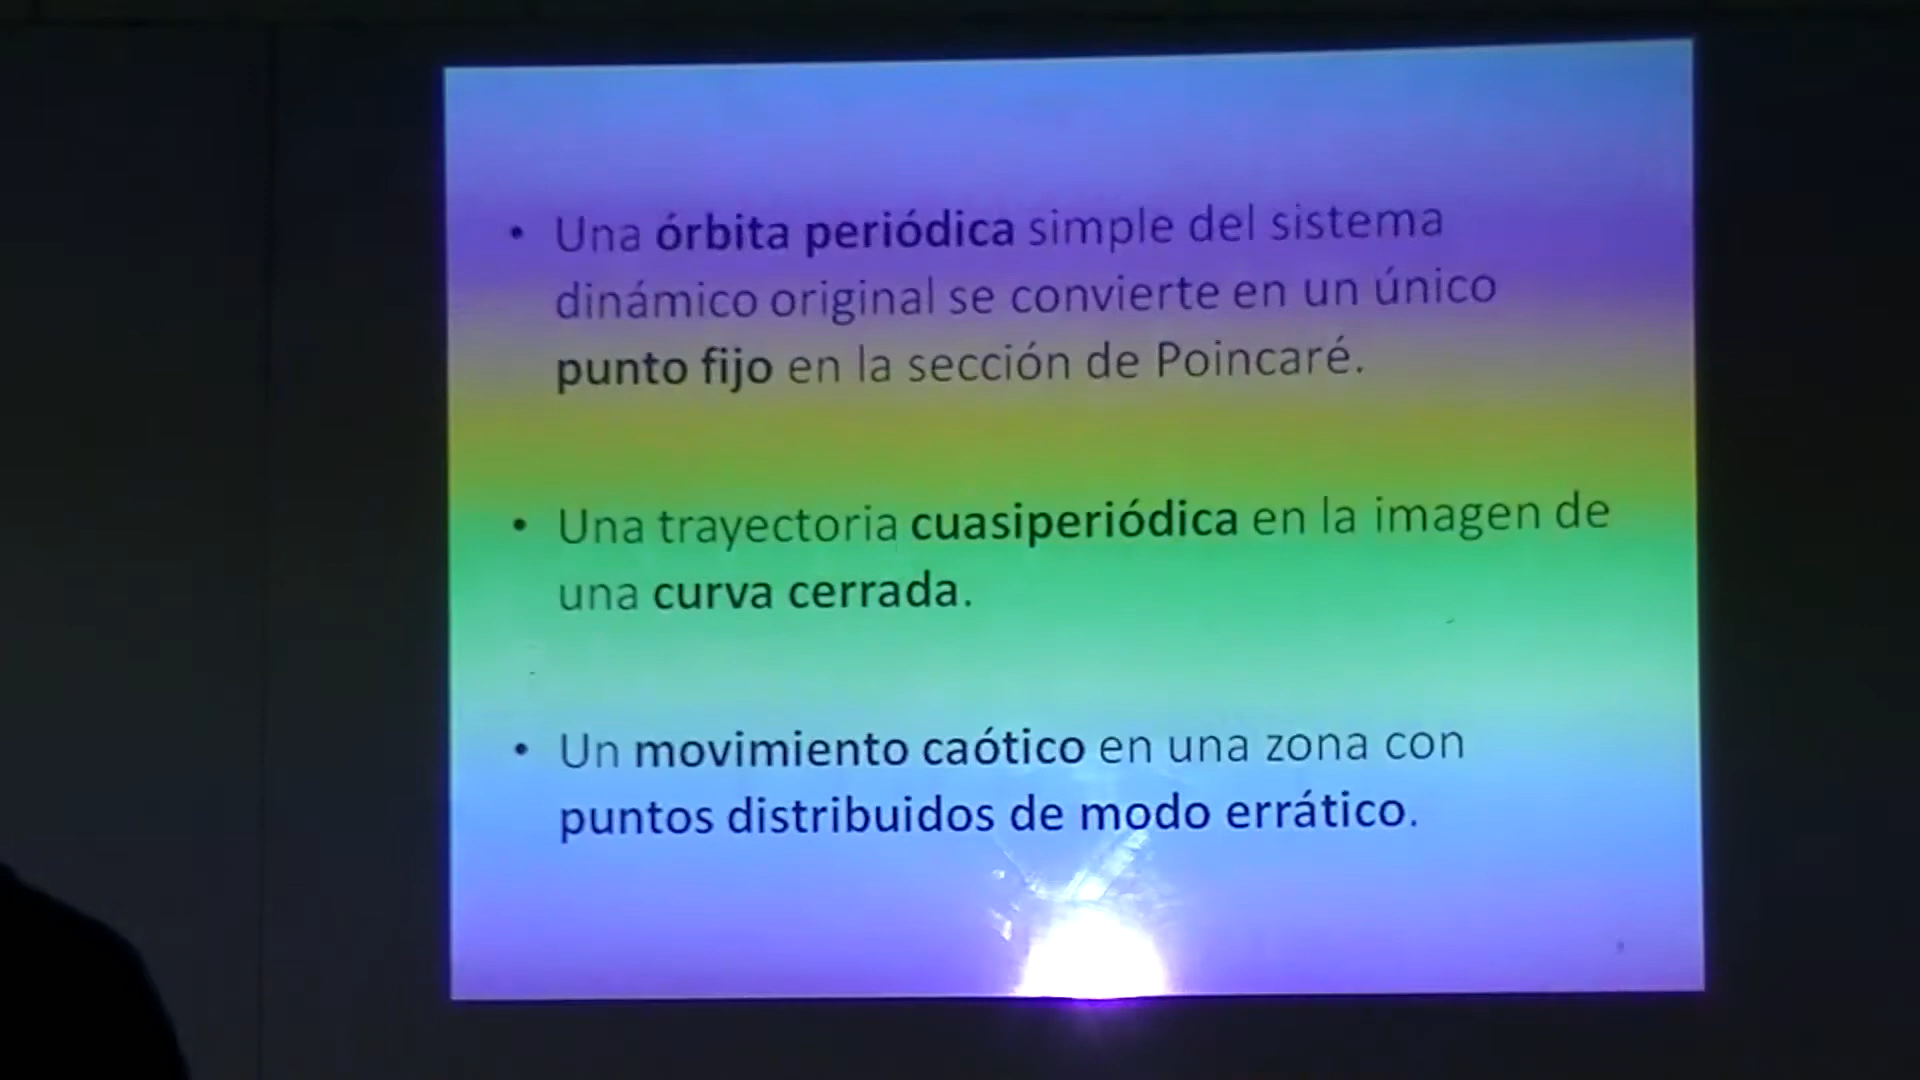 • Una órbita periódica simple del sistema
dinámico original se convierte en un único
punto fijo en la sección de Poincaré.
• Una trayectoria cuasiperiódica en la imagen de
una curva cerrada.
• Un movimiento caótico en una zona con
puntos distribuidos de modo errático.